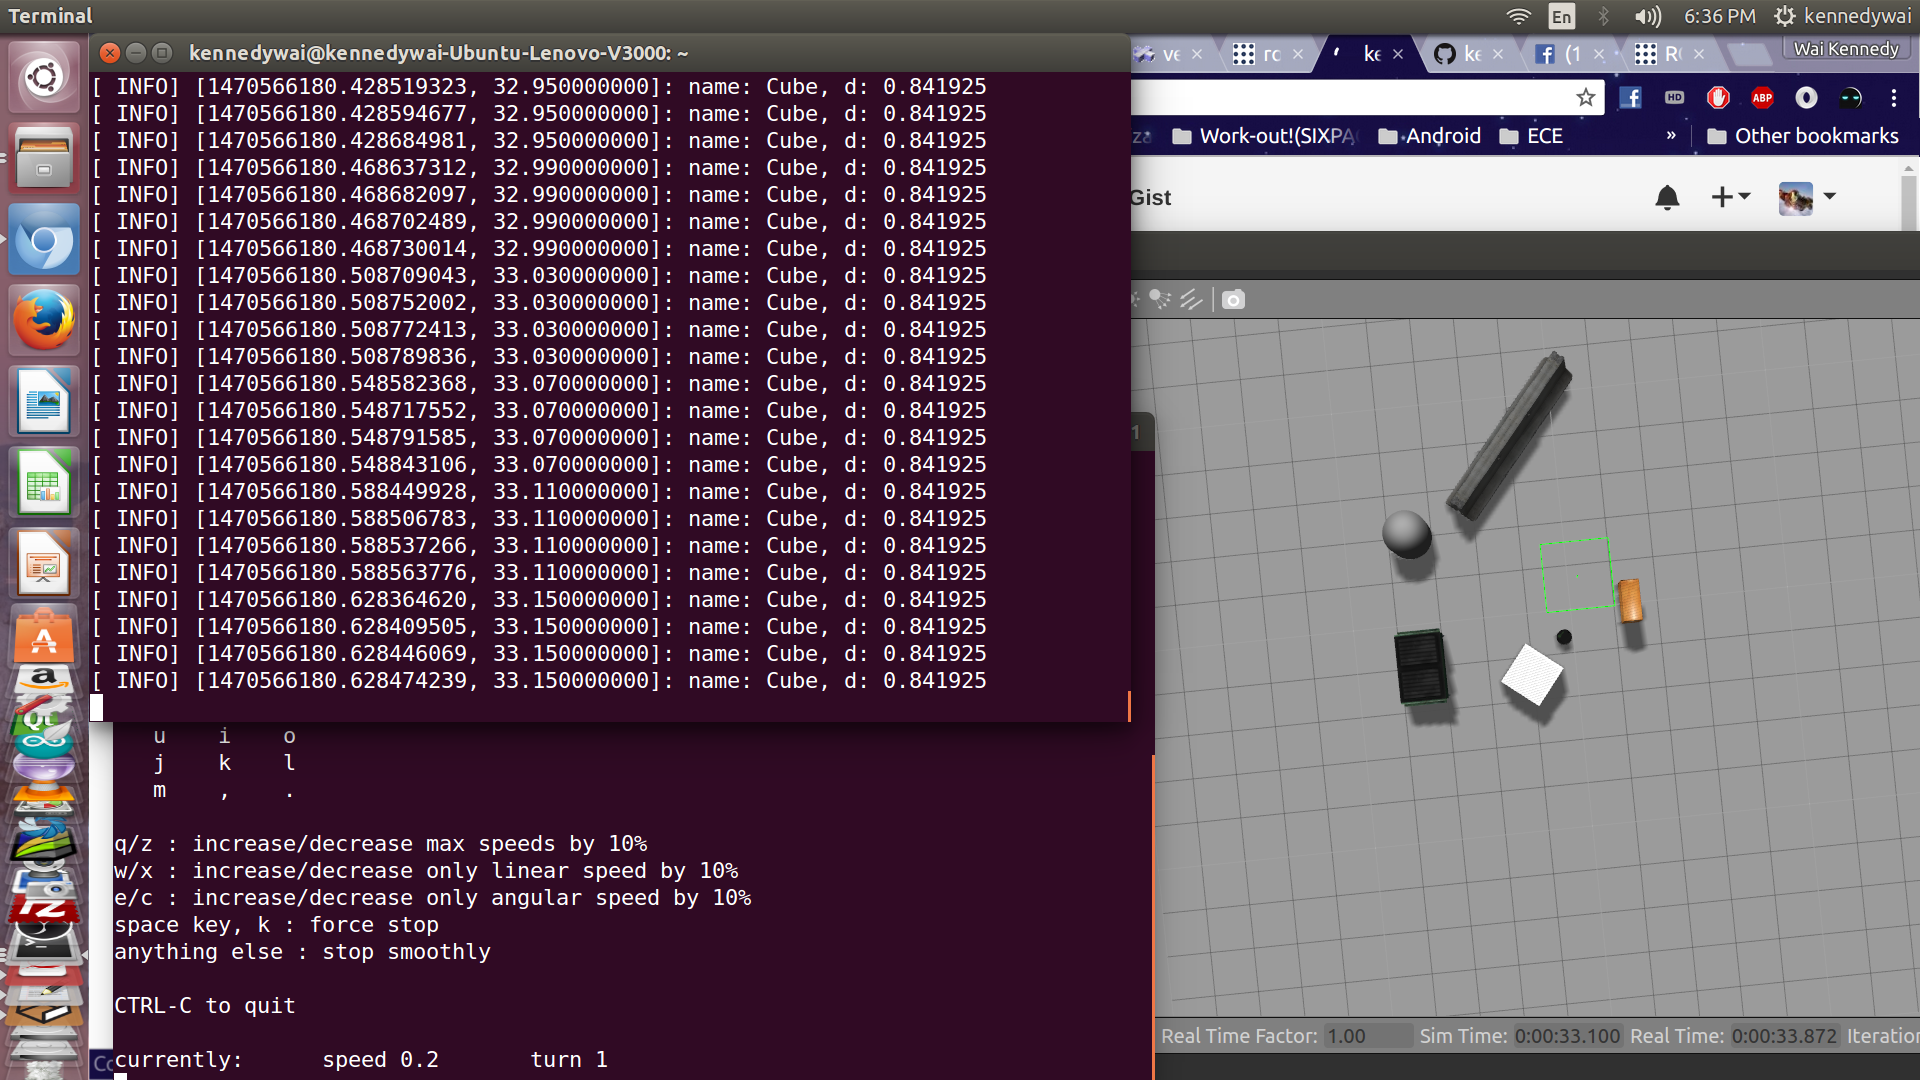 Terminal
En
6:36 PM
kennedywai
kennedywai@kennedywai-Ubuntu-Lenovo-V3000: ~
ve
rc
ke
ke
(1
R
Wai Kennedy
[ INFO] [1470566180.428519323, 32.950000000]: name: Cube, d: 0.841925
[ INFO] [1470566180.428594677, 32.950000000]: name: Cube, d: 0.841925
[ INFO] [1470566180.428684981, 32.950000000]: name: Cube, d: 0.841925
[ INFO] [1470566180.468637312, 32.990000000]: name: Cube, d: 0.841925
[ INFO] [1470566180.468682097, 32.990000000]: name: Cube, d: 0.841925
[ INFO] [1470566180.468702489, 32.990000000]: name: Cube, d: 0.841925
[ INFO] [1470566180.468730014, 32.990000000]: name: Cube, d: 0.841925
[ INFO] [1470566180.508709043, 33.030000000]: name: Cube, d: 0.841925
[ INFO] [1470566180.508752002, 33.030000000]: name: Cube, d: 0.841925
[ INFO] [1470566180.508772413, 33.030000000]: name: Cube, d: 0.841925
[ INFO] [1470566180.508789836, 33.030000000]: name: Cube, d: 0.841925
[ INFO] [1470566180.548582368, 33.070000000]: name: Cube, d: 0.841925
[ INFO] [1470566180.548717552, 33.070000000]: name: Cube, d: 0.841925
[ INFO] [1470566180.548791585, 33.070000000]: name: Cube, d: 0.841925
[ INFO] [1470566180.548843106, 33.070000000]: name: Cube, d: 0.841925
[ INFO] [1470566180.588449928, 33.110000000]: name: Cube, d: 0.841925
[ INFO] [1470566180.588506783, 33.110000000]: name: Cube, d: 0.841925
[ INFO] [1470566180.588537266, 33.110000000]: name: Cube, d: 0.841925
[ INFO] [1470566180.588563776, 33.110000000]: name: Cube, d: 0.841925
[ INFO] [1470566180.628364620, 33.150000000]: name: Cube, d: 0.841925
[ INFO] [1470566180.628409505, 33.150000000]: name: Cube, d: 0.841925
[ INFO] [1470566180.628446069, 33.150000000]: name: Cube, d: 0.841925
[ INFO] [1470566180.628474239, 33.150000000]: name: Cube, d: 0.841925
HD
ABP
Work-out!(SIXPA
Android
ECE
»
Other bookmarks
Gist
1
u i o
j k l
m , .
q/z : increase/decrease max speeds by 10%
w/x : increase/decrease only linear speed by 10%
e/c : increase/decrease only angular speed by 10%
space key, k : force stop
anything else : stop smoothly
CTRL-C to quit
currently: speed 0.2 turn 1
Real Time Factor: 1.00 Sim Time: 0:00:33.100 Real Time: 0:00:33.872 Iteration